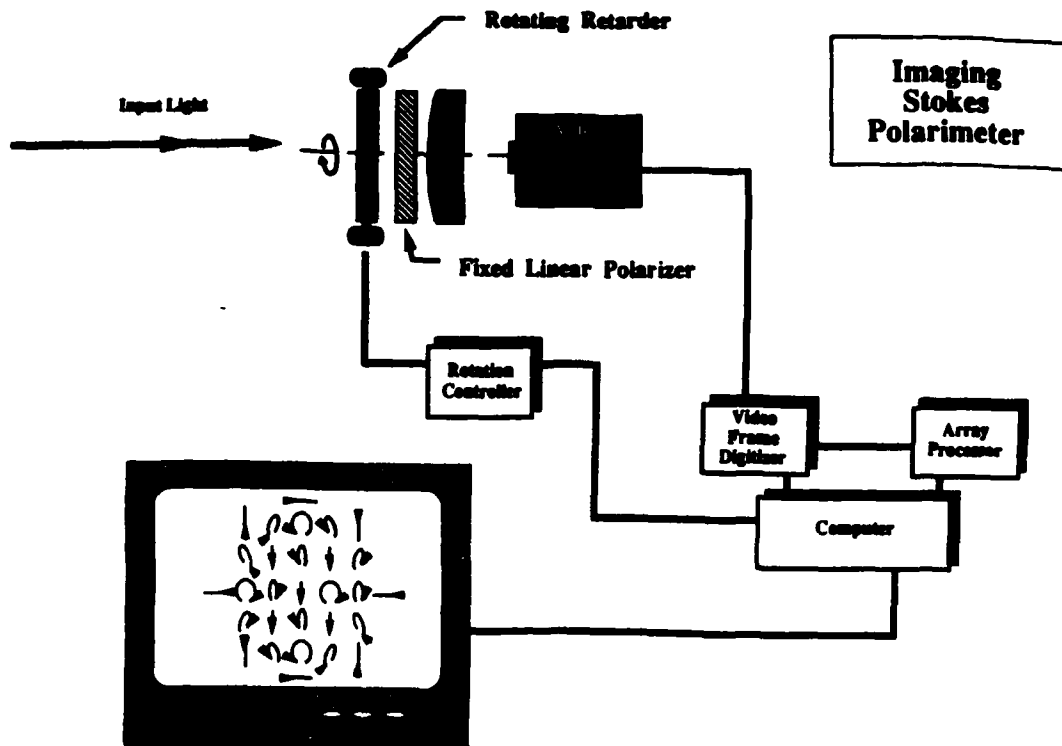 Rotating Retarder
Imaging
Stokes
Polarimeter
Input Light
Fixed Linear Polarizer
Rotation
Controller
Video
Frame
Digitizer
Array
Processor
Computer